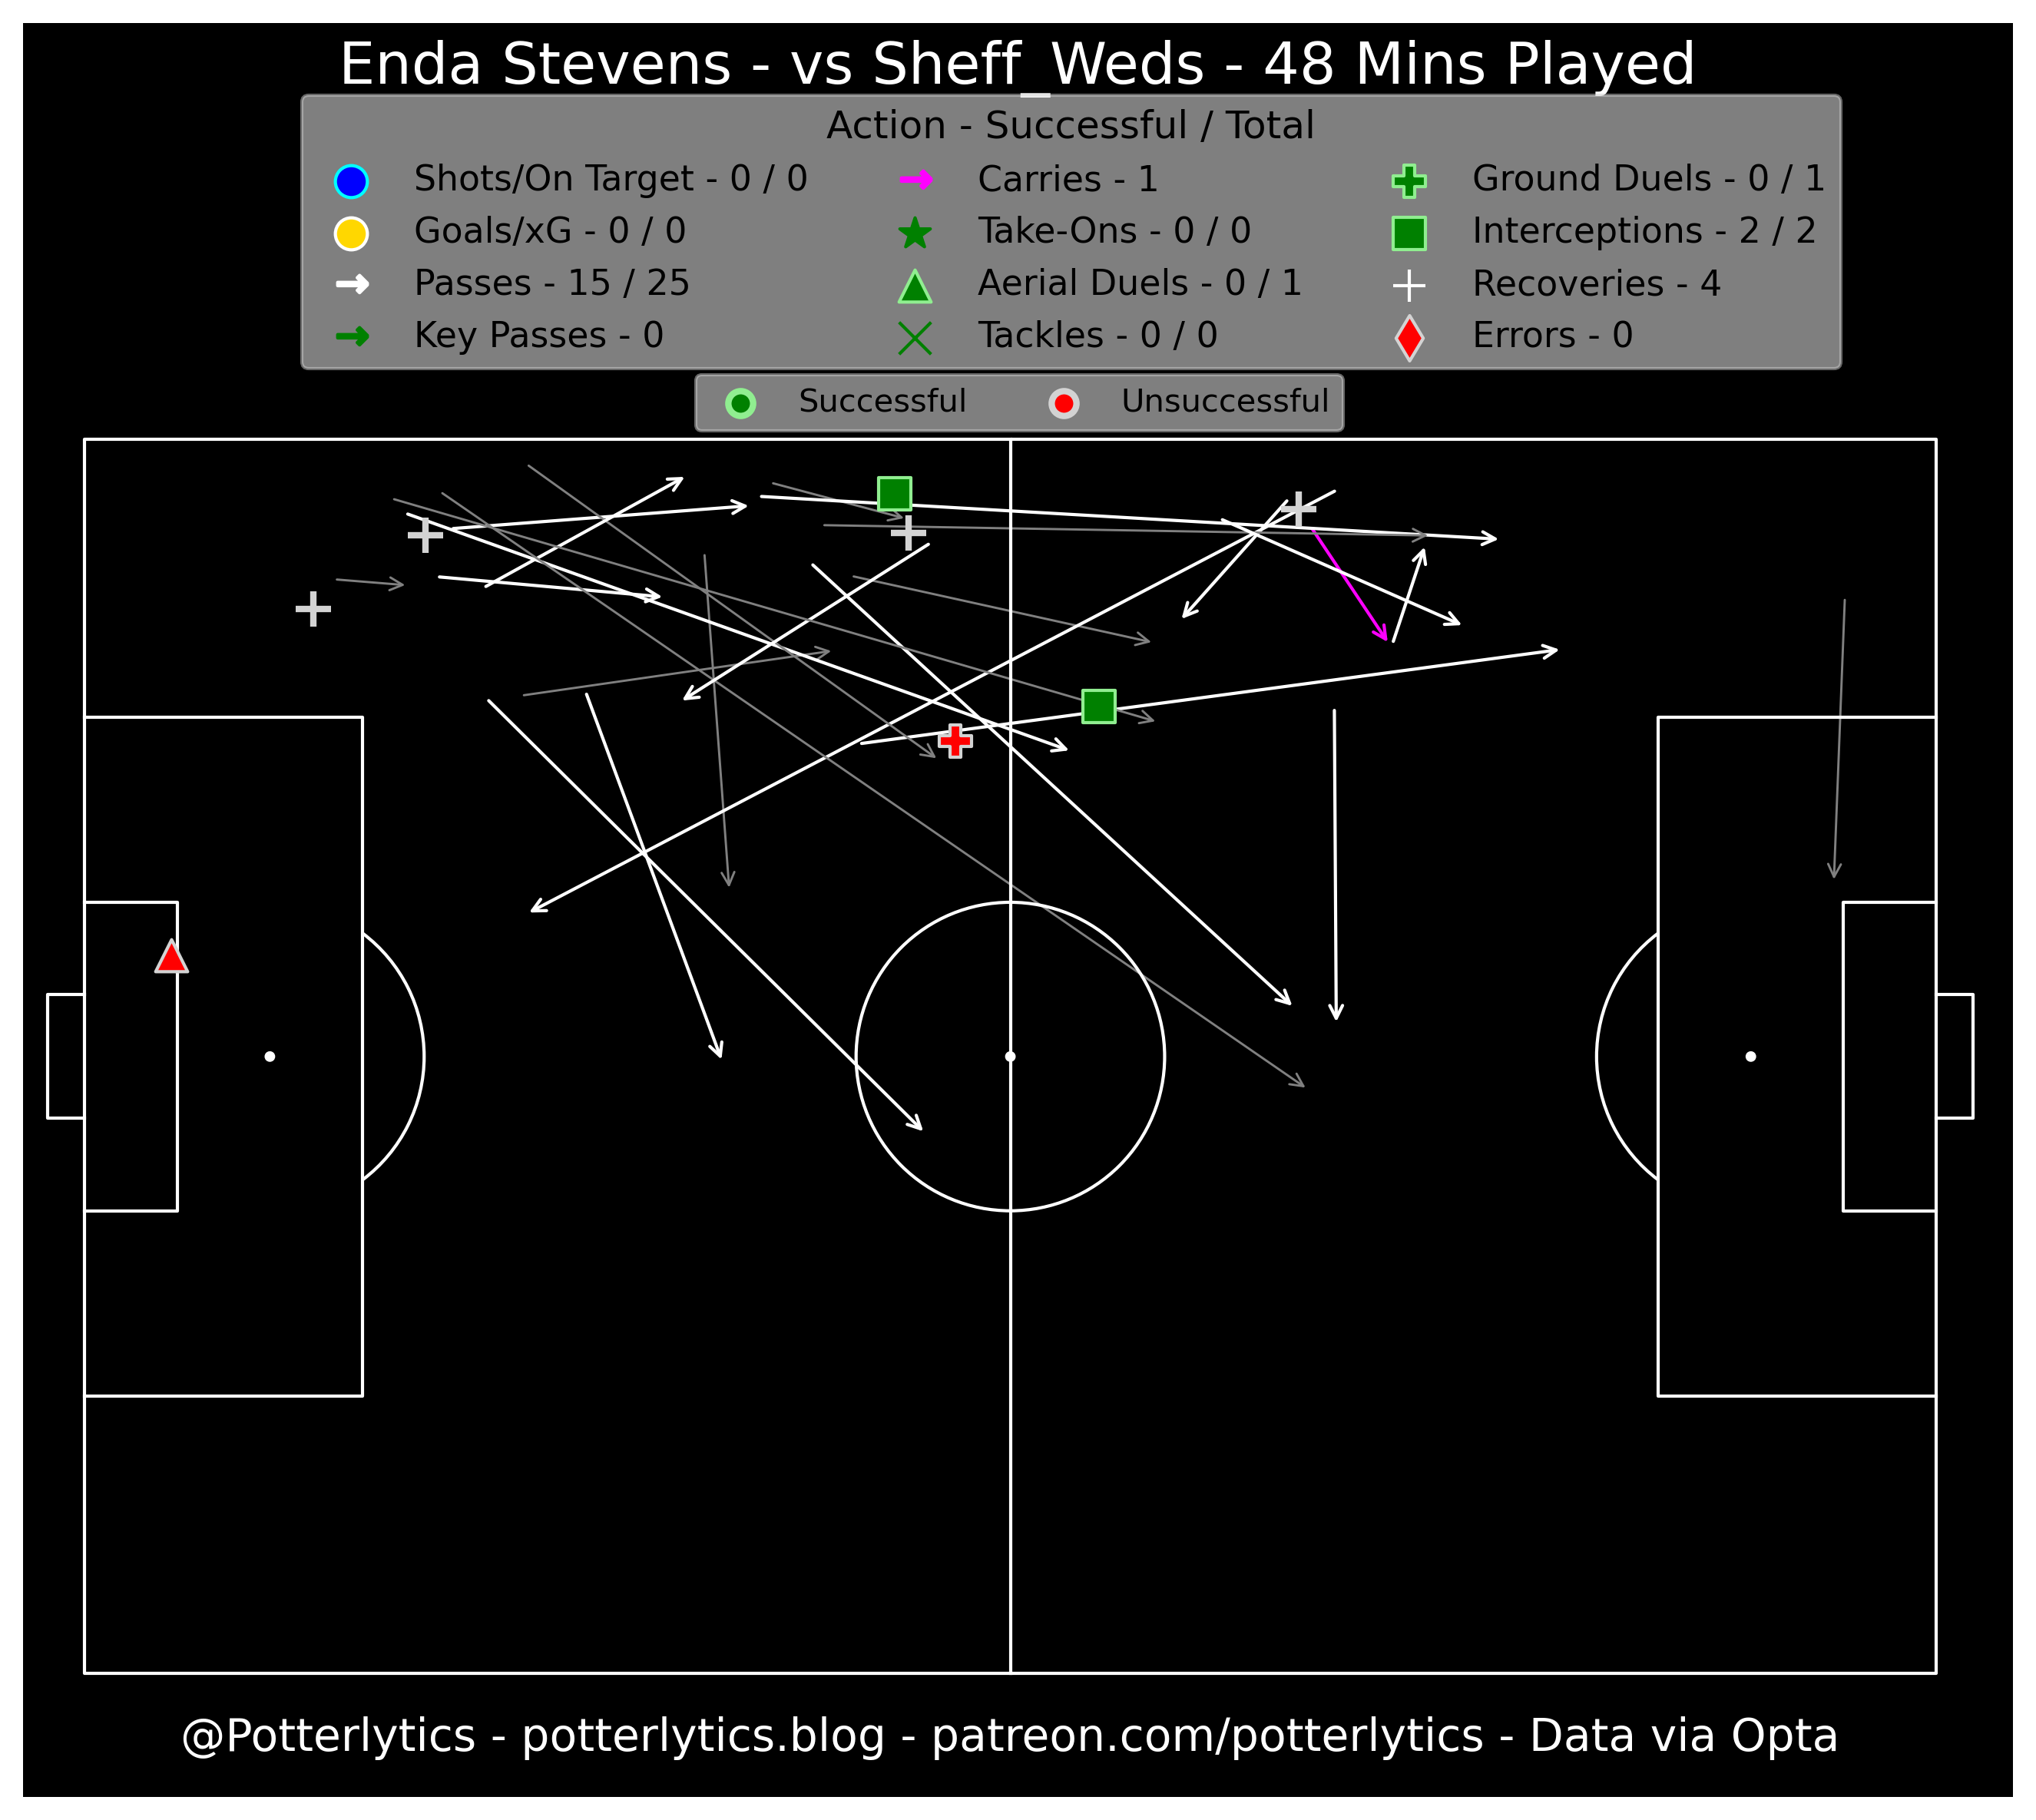 Enda Stevens - vs Sheff_Weds - 48 Mins Played
Action - Successful / Total
Shots/On Target - 0 / 0
Goals/xG - 0 / 0
Passes - 15 / 25
Key Passes - 0
Carries - 1
Take-Ons - 0 / 0
Aerial Duels - 0 / 1
Tackles - 0 / 0
Ground Duels - 0 / 1
Interceptions - 2 / 2
Recoveries - 4
Errors - 0
Successful
Unsuccessful
@Potterlytics - potterlytics.blog - patreon.com/potterlytics - Data via Opta